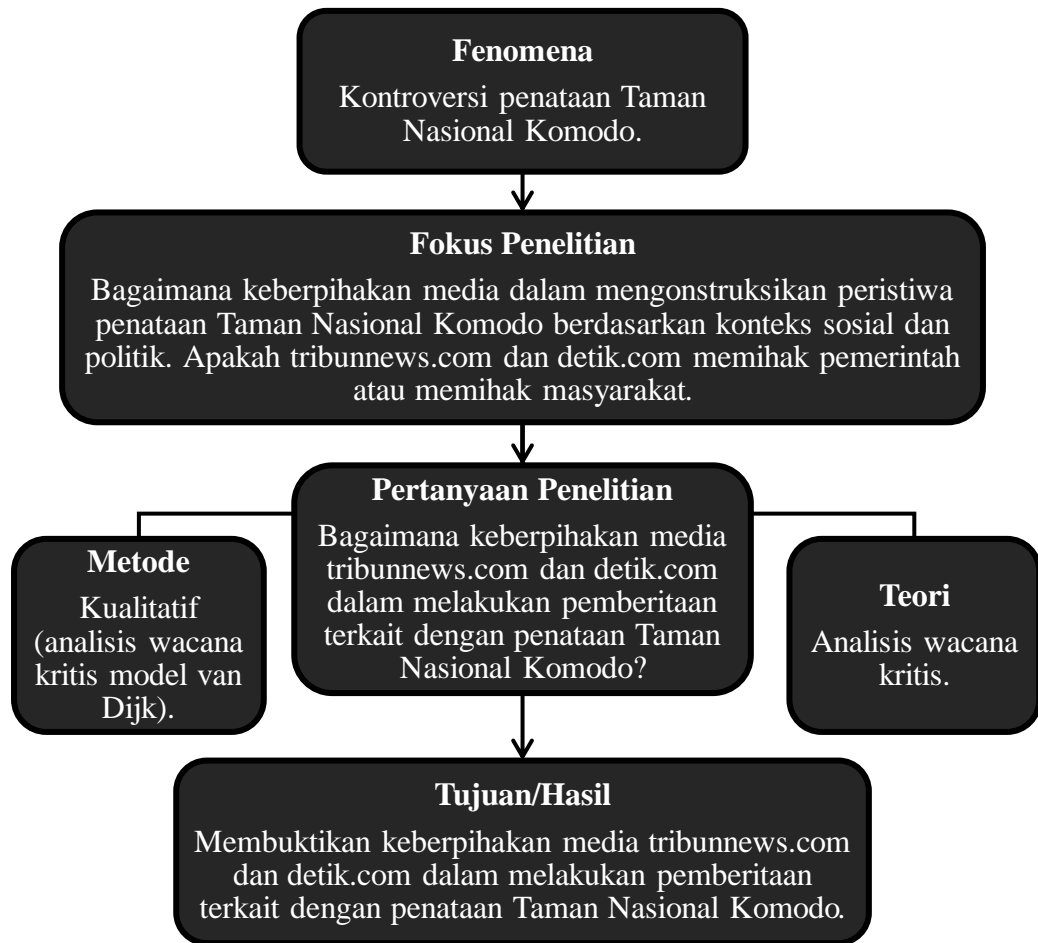 Fenomena
Kontroversi penataan Taman
Nasional Komodo.
Fokus Penelitian
Bagaimana keberpihakan media dalam mengonstruksikan peristiwa
penataan Taman Nasional Komodo berdasarkan konteks sosial dan
politik. Apakah tribunnews.com dan detik.com memihak pemerintah
atau memihak masyarakat.
Pertanyaan Penelitian
Bagaimana keberpihakan media
tribunnews.com dan detik.com
dalam melakukan pemberitaan
terkait dengan penataan Taman
Nasional Komodo?
Metode
Kualitatif
(analisis wacana
kritis model van
Dijk).
Teori
Analisis wacana
kritis.
Tujuan/Hasil
Membuktikan keberpihakan media tribunnews.com
dan detik.com dalam melakukan pemberitaan
terkait dengan penataan Taman Nasional Komodo.